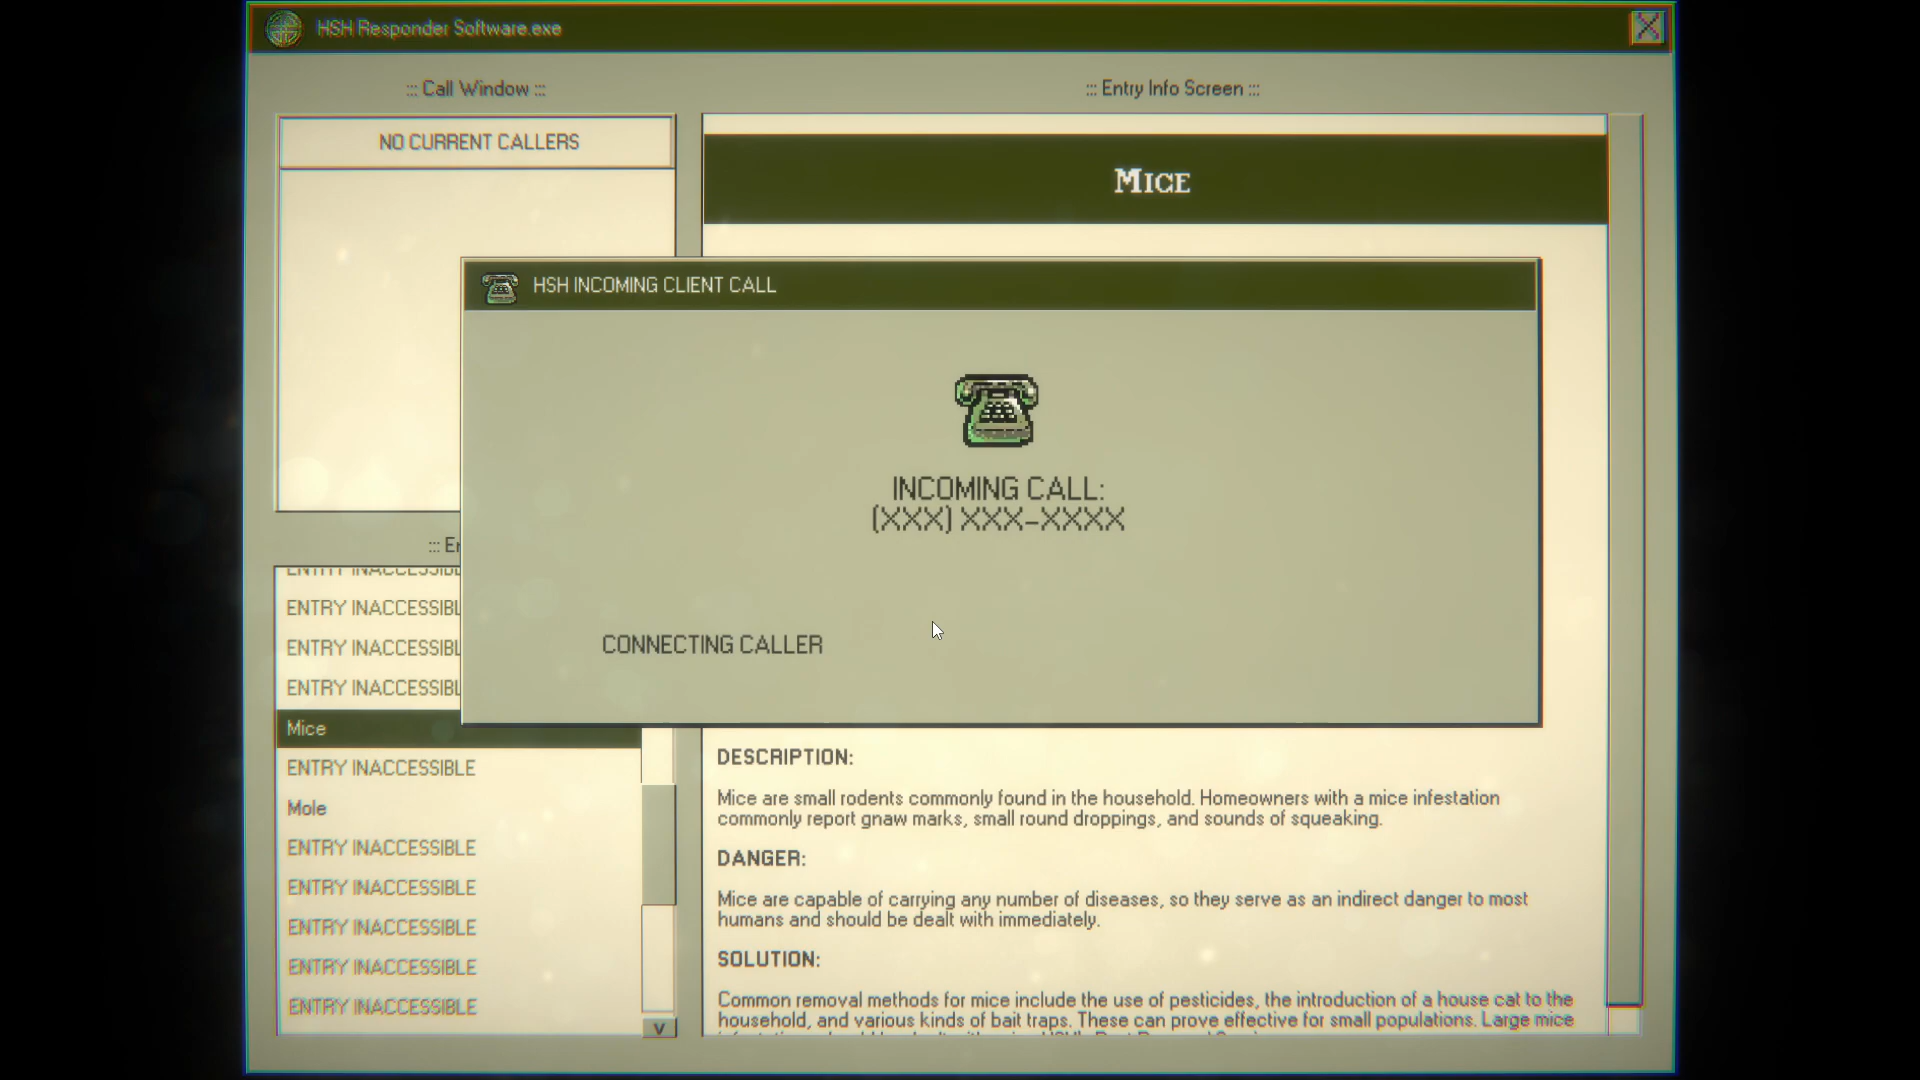 HSH Responder Software.exe
::: Call Window :::
::: Entry Info Screen :::
NO CURRENT CALLERS
MICE
HSH INCOMING CLIENT CALL
INCOMING CALL:
(XXX) XXX-XXXX
CONNECTING CALLER
::: En
ENTRY INACCESSIBL
ENTRY INACCESSIBL
ENTRY INACCESSIBL
ENTRY INACCESSIBL
Mice
ENTRY INACCESSIBLE
Mole
ENTRY INACCESSIBLE
ENTRY INACCESSIBLE
ENTRY INACCESSIBLE
ENTRY INACCESSIBLE
ENTRY INACCESSIBLE
v
DESCRIPTION:
Mice are small rodents commonly found in the household. Homeowners with a mice infestation
commonly report gnaw marks, small round droppings, and sounds of squeaking.
DANGER:
Mice are capable of carrying any number of diseases, so they serve as an indirect danger to most
humans and should be dealt with immediately.
SOLUTION:
Common removal methods for mice include the use of pesticides, the introduction of a house cat to the
household, and various kinds of bait traps. These can prove effective for small populations. Large mice